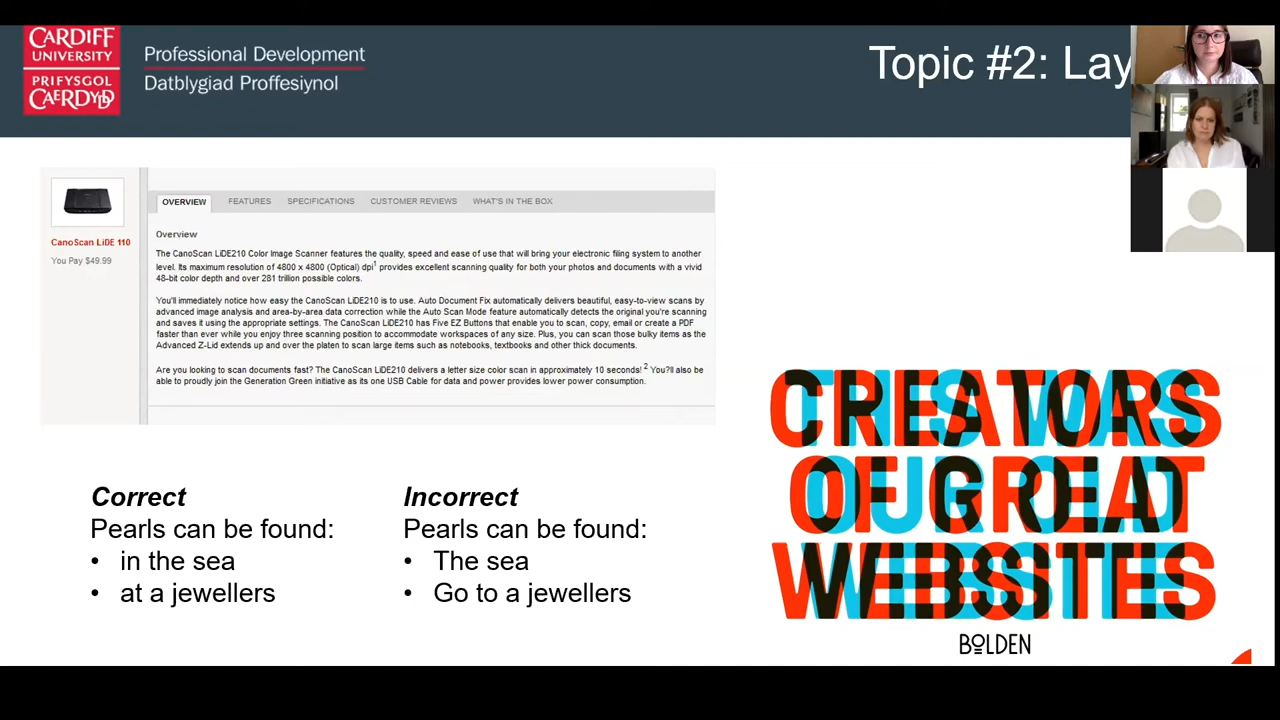 CARDIFF
UNIVERSITY
PRIFYSGOL
CAERDYDD
Professional Development
Datblygiad Proffesiynol
Topic #2: Lay
CanoScan LiDE 110
You Pay $49.99
OVERVIEW FEATURES SPECIFICATIONS CUSTOMER REVIEWS WHAT'S IN THE BOX
Overview
The CanoScan LiDE210 Color Image Scanner features the quality, speed and ease of use that will bring your electronic filing system to another
level. Its maximum resolution of 4800 x 4800 (Optical) dpi¹ provides excellent scanning quality for both your photos and documents with a vivid
48-bit color depth and over 281 trillion possible colors.
You'll immediately notice how easy the CanoScan LiDE210 is to use. Auto Document Fix automatically delivers beautiful, easy-to-view scans by
advanced image analysis and area-by-area data correction while the Auto Scan Mode feature automatically detects the original you're scanning
and saves it using the appropriate settings. The CanoScan LiDE210 has Five EZ Buttons that enable you to scan, copy, email or create a PDF
faster than ever while you enjoy three scanning position to accommodate workspaces of any size. Plus, you can scan those bulky items as the
Advanced Z-Lid extends up and over the platen to scan large items such as notebooks, textbooks and other thick documents.
Are you looking to scan documents fast? The CanoScan LiDE210 delivers a letter size color scan in approximately 10 seconds! ² You?ll also be
able to proudly join the Generation Green initiative as its one USB Cable for data and power provides lower power consumption.
Correct
Pearls can be found:
• in the sea
• at a jewellers
Incorrect
Pearls can be found:
• The sea
• Go to a jewellers
CREATORS
OF GREAT
WEBSITES
BOLDEN